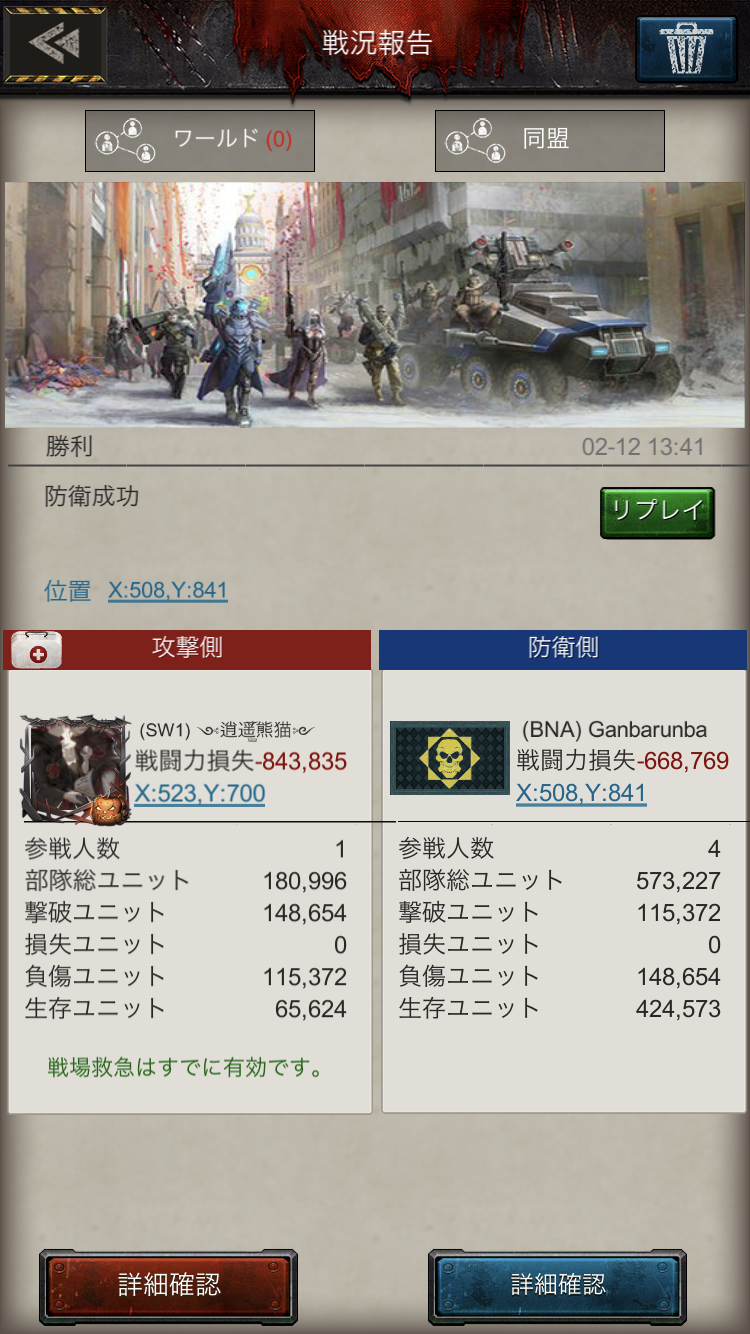 戦況報告
ワールド (0)
同盟
勝利
02-12 13:41
防衛成功
リプレイ
位置 X:508,Y:841
攻撃側
防衛側
(SW1) 逍遥熊猫
戦闘力損失-843,835
X:523,Y:700
(BNA) Ganbarunba
戦闘力損失-668,769
X:508,Y:841
参戦人数 1
部隊総ユニット 180,996
撃破ユニット 148,654
損失ユニット 0
負傷ユニット 115,372
生存ユニット 65,624
戦場救急はすでに有効です。
参戦人数 4
部隊総ユニット 573,227
撃破ユニット 115,372
損失ユニット 0
負傷ユニット 148,654
生存ユニット 424,573
詳細確認
詳細確認